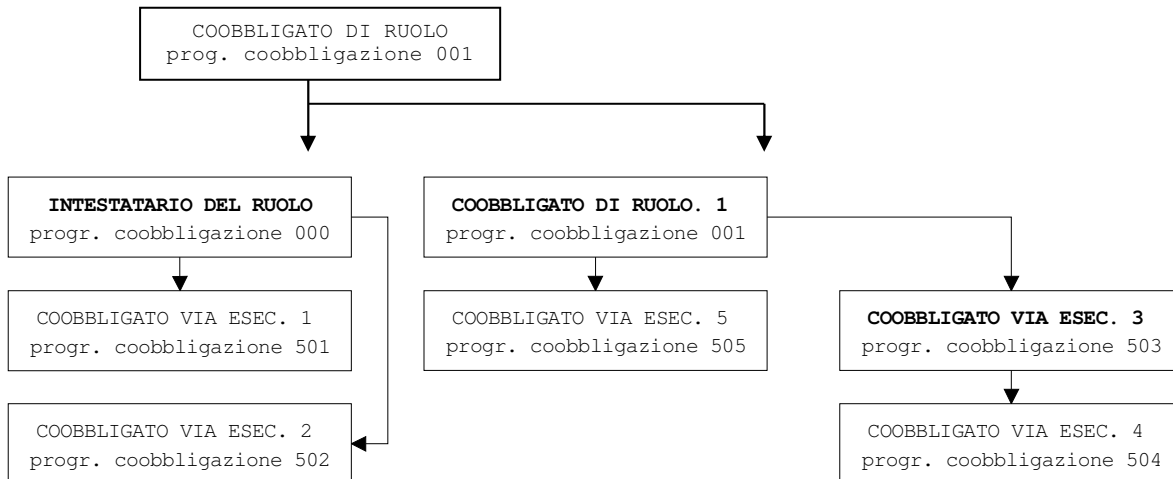 COOBBLIGATO DI RUOLO
prog. coobbligazione 001
INTESTATARIO DEL RUOLO
progr. coobbligazione 000
COOBBLIGATO DI RUOLO. 1
progr. coobbligazione 001
COOBBLIGATO VIA ESEC. 1
progr. coobbligazione 501
COOBBLIGATO VIA ESEC. 5
progr. coobbligazione 505
COOBBLIGATO VIA ESEC. 3
progr. coobbligazione 503
COOBBLIGATO VIA ESEC. 2
progr. coobbligazione 502
COOBBLIGATO VIA ESEC. 4
progr. coobbligazione 504